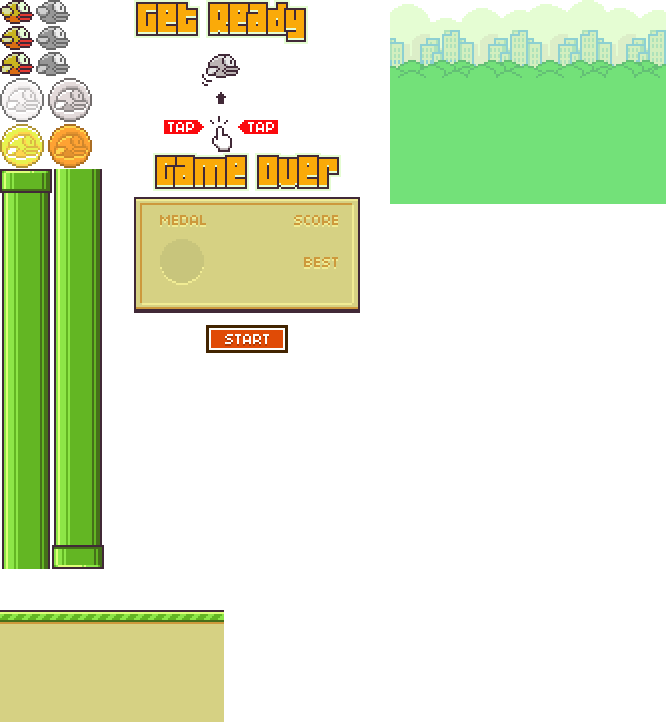 Get Ready
TAP TAP
Game Over
MEDAL SCORE
BEST
START